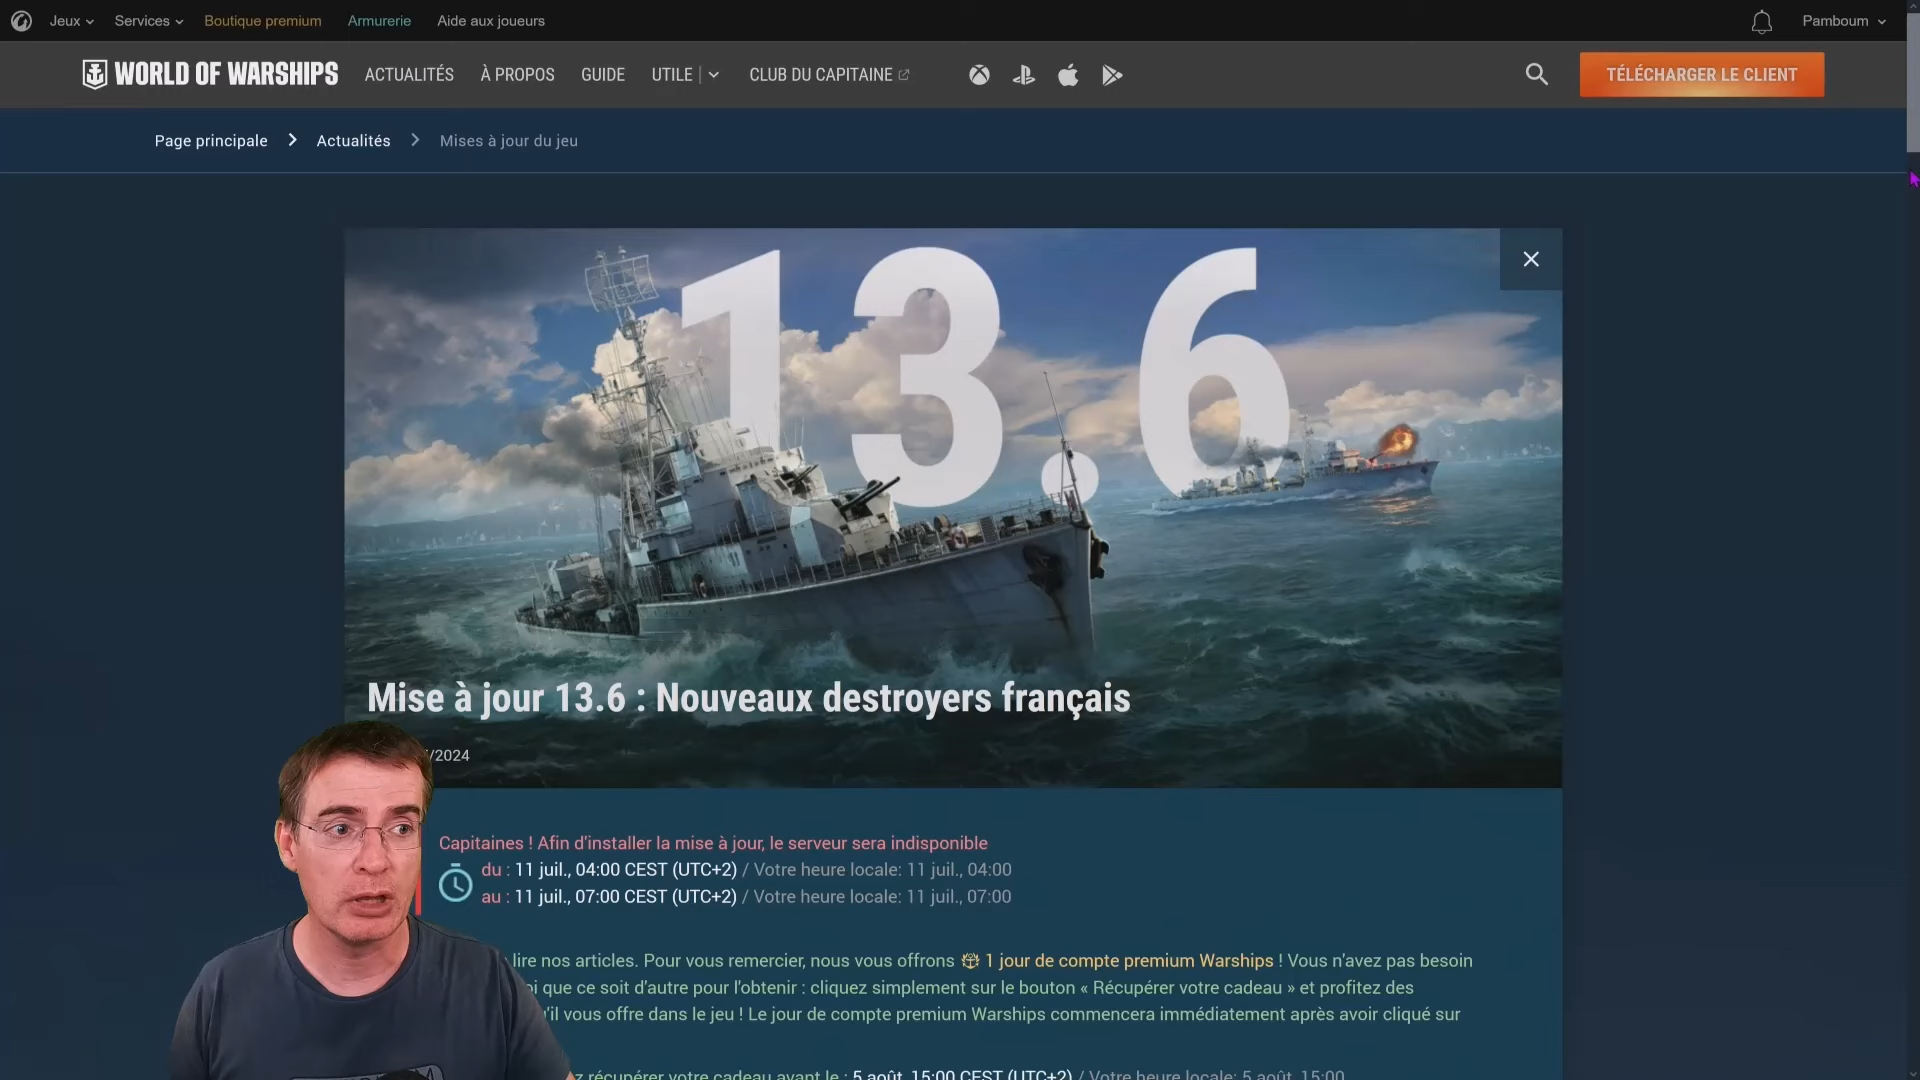 Jeux Services Boutique premium Armurerie Aide aux joueurs Pamboum
WORLD OF WARSHIPS ACTUALITÉS À PROPOS GUIDE UTILE CLUB DU CAPITAINE TÉLÉCHARGER LE CLIENT
Page principale > Actualités > Mises à jour du jeu
13.6
Mise à jour 13.6 : Nouveaux destroyers français
/2024
Capitaines ! Afin d'installer la mise à jour, le serveur sera indisponible
du : 11 juil., 04:00 CEST (UTC+2) / Votre heure locale: 11 juil., 04:00
au : 11 juil., 07:00 CEST (UTC+2) / Votre heure locale: 11 juil., 07:00
lire nos articles. Pour vous remercier, nous vous offrons 1 jour de compte premium Warships ! Vous n'avez pas besoin
que ce soit d'autre pour l'obtenir : cliquez simplement sur le bouton « Récupérer votre cadeau » et profitez des
'il vous offre dans le jeu ! Le jour de compte premium Warships commencera immédiatement après avoir cliqué sur
récupérer votre cadeau avant le : 5 août, 15:00 CEST (UTC+2) / Votre heure locale: 5 août, 15:00